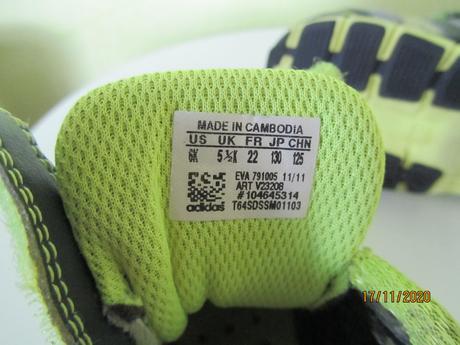 MADE IN CAMBODIA
US UK FR JP CHN
6K 5½K 22 130 125
EVA 791005 11/11
ART V23208
#104645314
adidas T64SDSSM01103
17/11/2020